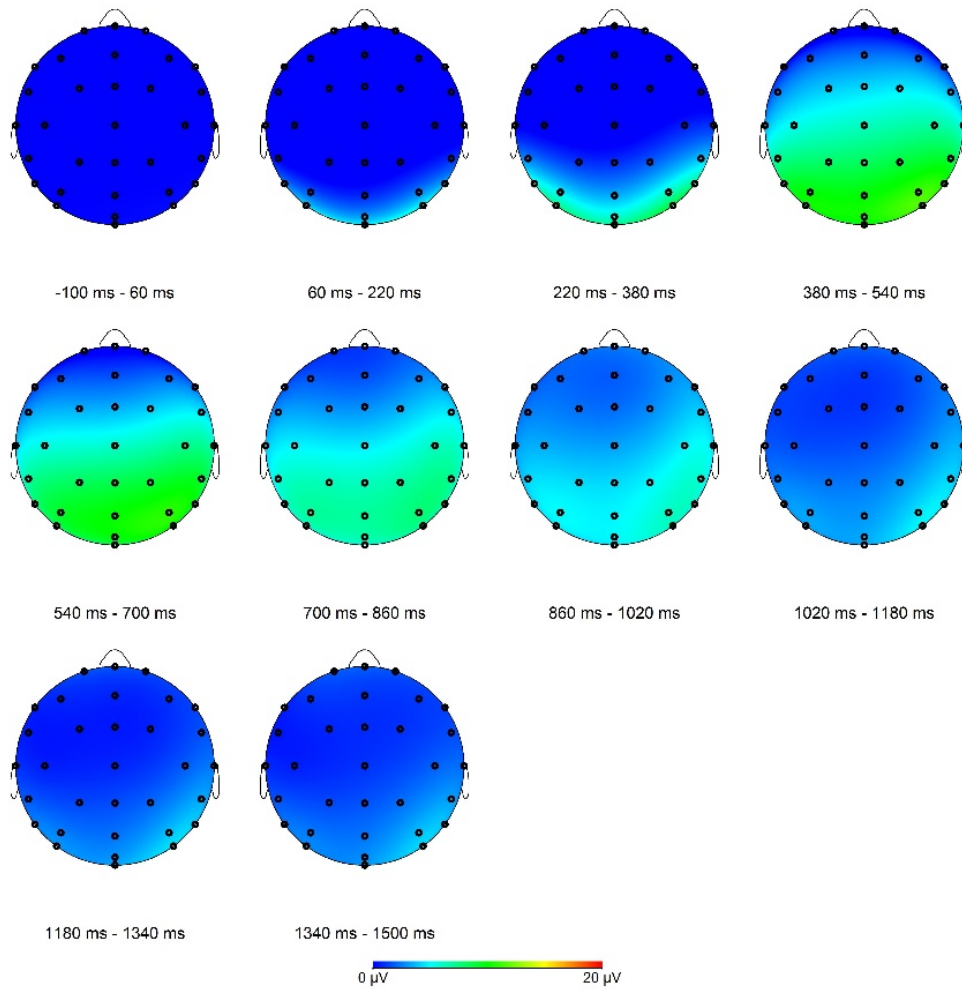 -100 ms - 60 ms
60 ms - 220 ms
220 ms - 380 ms
380 ms - 540 ms
540 ms - 700 ms
700 ms - 860 ms
860 ms - 1020 ms
1020 ms - 1180 ms
1180 ms - 1340 ms
1340 ms - 1500 ms
0 µV
20 µV